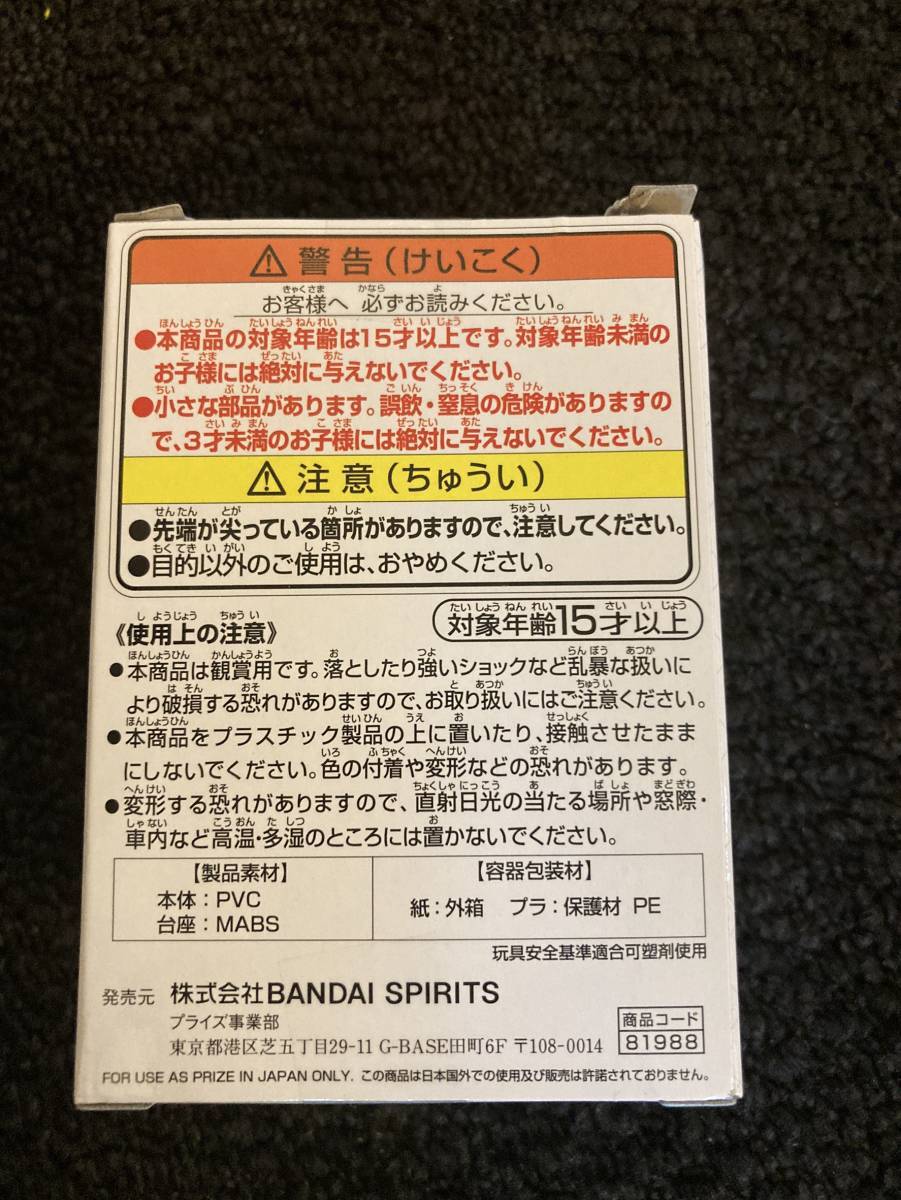 ⚠ 警告(けいこく)
お客様へ 必ずお読みください。
●本商品の対象年齢は15才以上です。対象年齢未満の
お子様には絶対に与えないでください。
●小さな部品があります。誤飲・窒息の危険がありますの
で、3才未満のお子様には絶対に与えないでください。
⚠ 注意(ちゅうい)
●先端が尖っている箇所がありますので、注意してください。
●目的以外のご使用は、おやめください。
《使用上の注意》
対象年齢15才以上
●本商品は観賞用です。落としたり強いショックなど乱暴な扱いに
より破損する恐れがありますので、お取り扱いにはご注意ください。
●本商品をプラスチック製品の上に置いたり、接触させたまま
にしないでください。色の付着や変形などの恐れがあります。
●変形する恐れがありますので、直射日光の当たる場所や窓際・
車内など高温・多湿のところには置かないでください。
【製品素材】
本体:PVC
台座:MABS
【容器包装材】
紙:外箱 プラ:保護材 PE
玩具安全基準適合可塑剤使用
発売元 株式会社BANDAI SPIRITS
プライズ事業部
東京都港区芝五丁目29-11 G-BASE田町6F 〒108-0014
商品コード
81988
FOR USE AS PRIZE IN JAPAN ONLY. この商品は日本国外での使用及び販売は許諾されておりません。